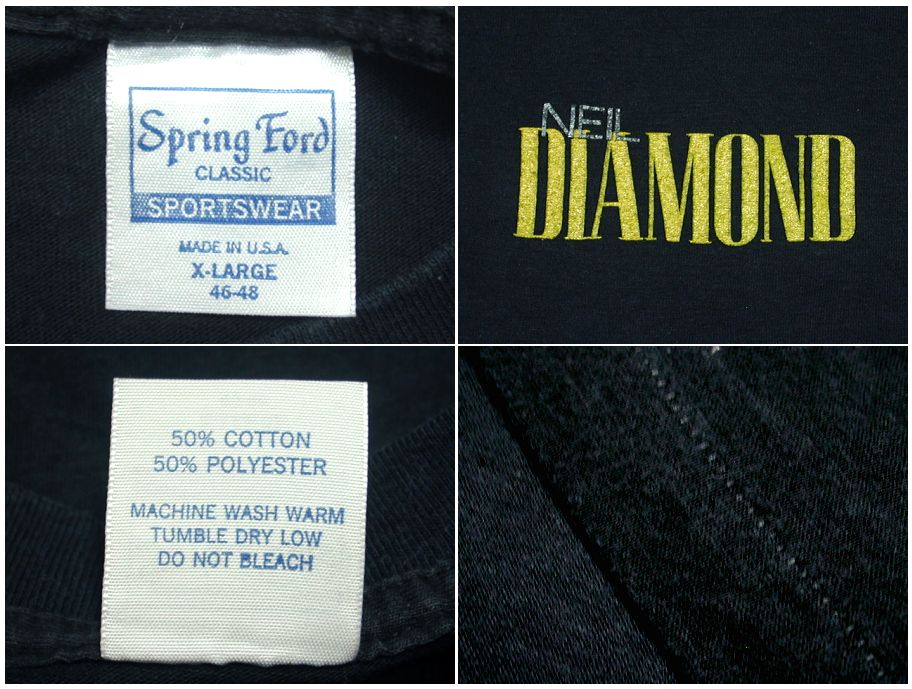 Spring Ford
CLASSIC
SPORTSWEAR
MADE IN U.S.A.
X-LARGE
46-48
NEIL
DIAMOND
50% COTTON
50% POLYESTER
MACHINE WASH WARM
TUMBLE DRY LOW
DO NOT BLEACH